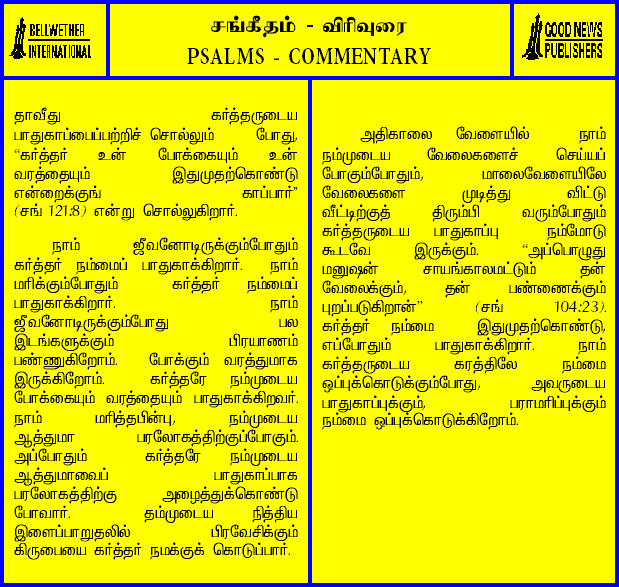 BELLWETHER
INTERNATIONAL
சங்கீதம் - விரிவுரை
PSALMS - COMMENTARY
GOOD NEWS
PUBLISHERS
தாவீது கர்த்தருடைய
பாதுகாப்பைப்பற்றிச் சொல்லும் போது,
“கர்த்தர் உன் போக்கையும் உன்
வரத்தையும் இதுமுதற்கொண்டு
என்றைக்குங் காப்பார்”
(சங் 121:8) என்று சொல்லுகிறார்.
நாம் ஜீவனோடிருக்கும்போதும்
கர்த்தர் நம்மைப் பாதுகாக்கிறார். நாம்
மரிக்கும்போதும் கர்த்தர் நம்மைப்
பாதுகாக்கிறார். நாம்
ஜீவனோடிருக்கும்போது பல
இடங்களுக்கும் பிரயாணம்
பண்ணுகிறோம். போக்கும் வரத்துமாக
இருக்கிறோம். கர்த்தரே நம்முடைய
போக்கையும் வரத்தையும் பாதுகாக்கிறவர்.
நாம் மரித்தபின்பு, நம்முடைய
ஆத்துமா பரலோகத்திற்குப்போகும்.
அப்போதும் கர்த்தரே நம்முடைய
ஆத்துமாவைப் பாதுகாப்பாக
பரலோகத்திற்கு அழைத்துக்கொண்டு
போவார். தம்முடைய நித்திய
இளைப்பாறுதலில் பிரவேசிக்கும்
கிருபையை கர்த்தர் நமக்குக் கொடுப்பார்.
அதிகாலை வேளையில் நாம்
நம்முடைய வேலைகளைச் செய்யப்
போகும்போதும், மாலைவேளையிலே
வேலைகளை முடித்து விட்டு
வீட்டிற்குத் திரும்பி வரும்போதும்
கர்த்தருடைய பாதுகாப்பு நம்மோடு
கூடவே இருக்கும். “அப்பொழுது
மனுஷன் சாயங்காலமட்டும் தன்
வேலைக்கும், தன் பண்ணைக்கும்
புறப்படுகிறான்” (சங் 104:23).
கர்த்தர் நம்மை இதுமுதற்கொண்டு,
எப்போதும் பாதுகாக்கிறார். நாம்
கர்த்தருடைய கரத்திலே நம்மை
ஒப்புக்கொடுக்கும்போது, அவருடைய
பாதுகாப்புக்கும், பராமரிப்புக்கும்
நம்மை ஒப்புக்கொடுக்கிறோம்.